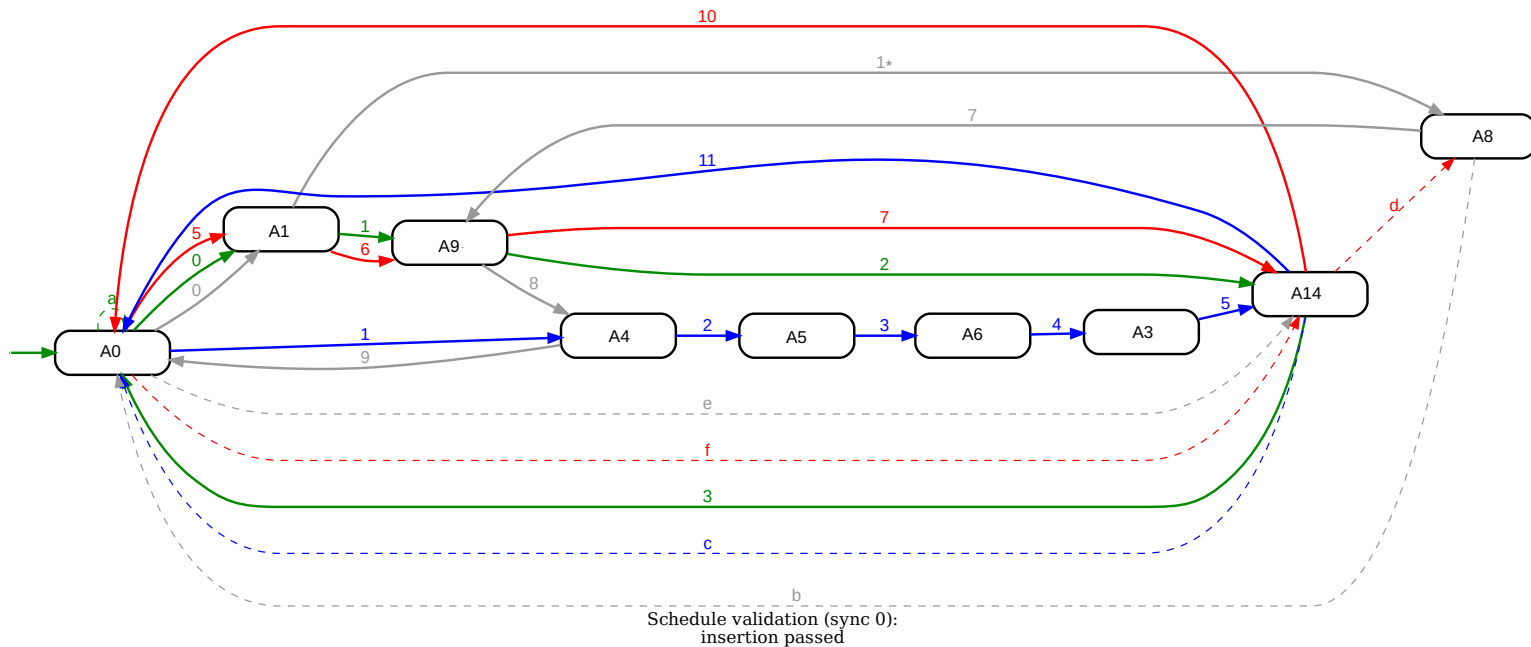 10
1*
7
A8
11
d
A1
5
1
6
A9
7
0
2
0
8
a
A14
A0
1
9
A4
2
A5
3
A6
4
A3
5
e
f
3
c
b
Schedule validation (sync 0):
insertion passed